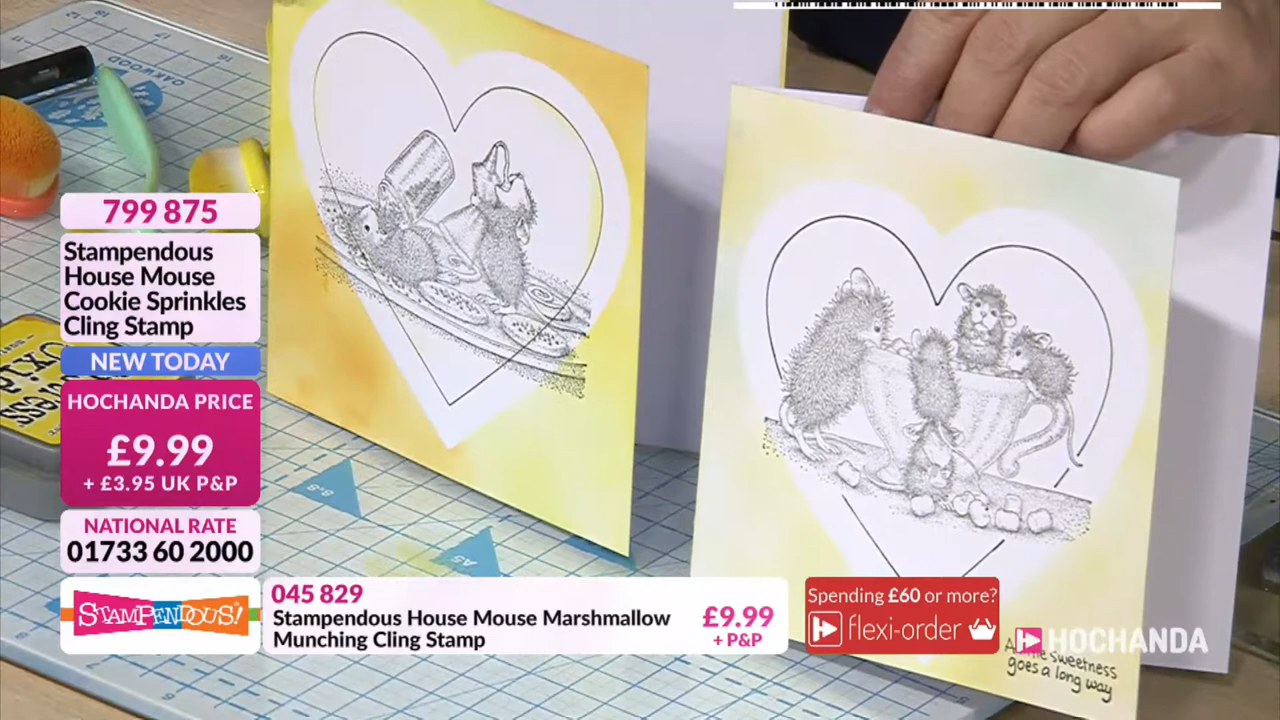 OAKWOOD
799 875
Stampendous
House Mouse
Cookie Sprinkles
Cling Stamp
NEW TODAY
HOCHANDA PRICE
£9.99
+ £3.95 UK P&P
NATIONAL RATE
01733 60 2000
STAMPENDOUS!
045 829
Stampendous House Mouse Marshmallow
Munching Cling Stamp
£9.99
+ P&P
Spending £60 or more?
flexi-order
HOCHANDA
sweetness
goes a long way
A5